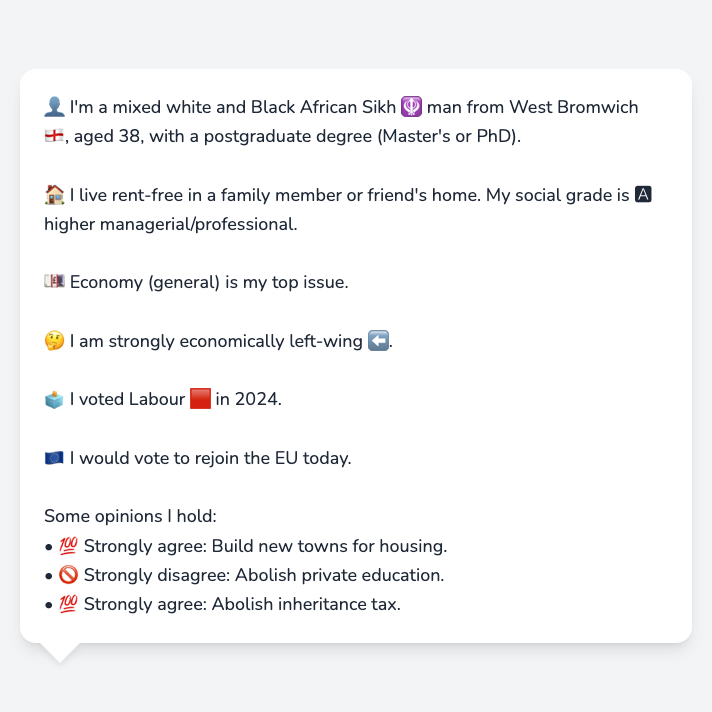 👤 I'm a mixed white and Black African Sikh 🪯 man from West Bromwich
🏴󠁧󠁢󠁥󠁮󠁧󠁿, aged 38, with a postgraduate degree (Master's or PhD).
🏠 I live rent-free in a family member or friend's home. My social grade is 🅰
higher managerial/professional.
💷 Economy (general) is my top issue.
🤔 I am strongly economically left-wing ⬅️.
🗳️ I voted Labour 🟥 in 2024.
🇪🇺 I would vote to rejoin the EU today.
Some opinions I hold:
• 💯 Strongly agree: Build new towns for housing.
• 🚫 Strongly disagree: Abolish private education.
• 💯 Strongly agree: Abolish inheritance tax.